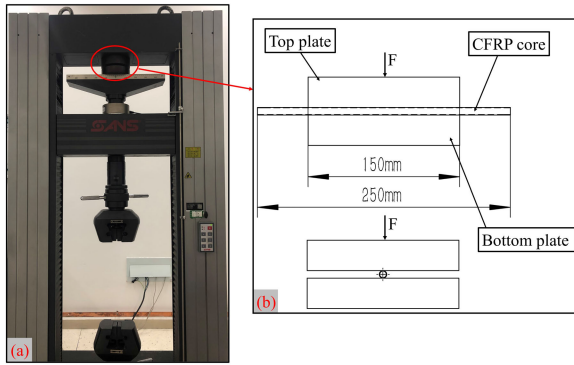 SANS
(a)
Top plate
F
CFRP core
150mm
250mm
F
Bottom plate
(b)